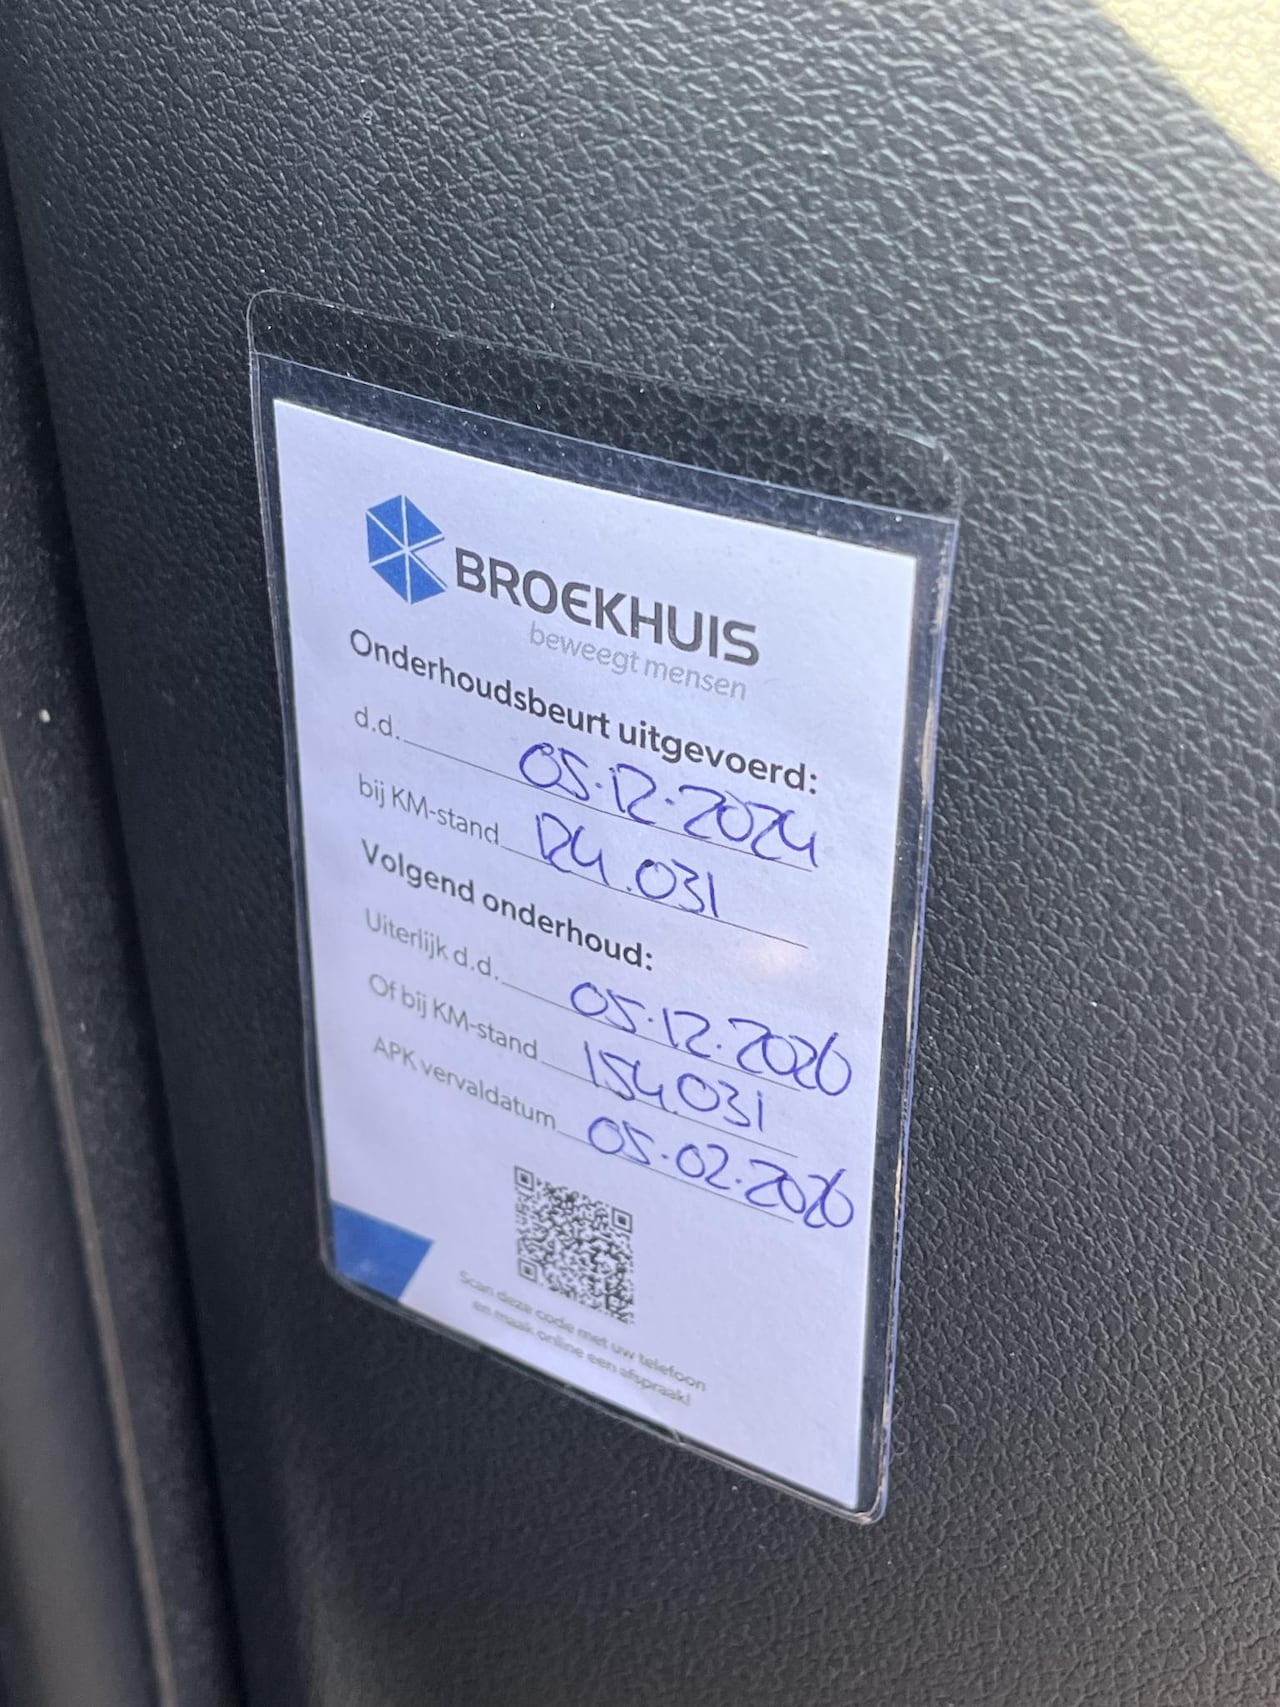 BROEKHUIS
beweegt mensen
Onderhoudsbeurt uitgevoerd:
d.d. 05.12.2024
bij KM-stand 124.031
Volgend onderhoud:
Uiterlijk d.d. 05.12.2026
Of bij KM-stand 154.031
APK vervaldatum 05.02.2026
Scan deze code met uw telefoon
en maak online een afspraak!